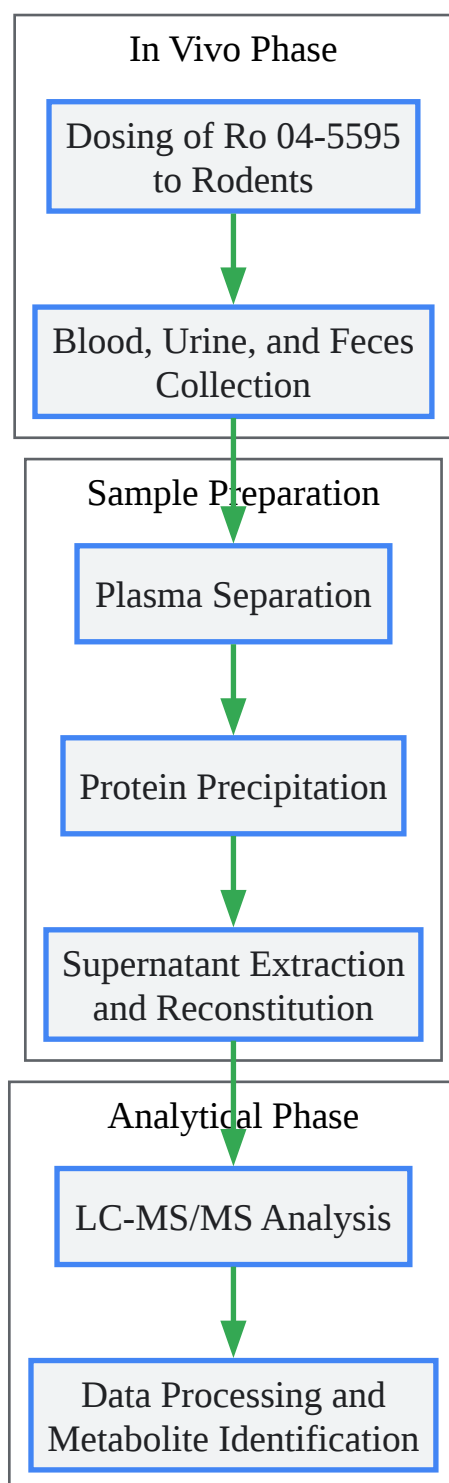 In Vivo Phase
Dosing of Ro 04-5595
to Rodents
Blood, Urine, and Feces
Collection
Sample Preparation
Plasma Separation
Protein Precipitation
Supernatant Extraction
and Reconstitution
Analytical Phase
LC-MS/MS Analysis
Data Processing and
Metabolite Identification